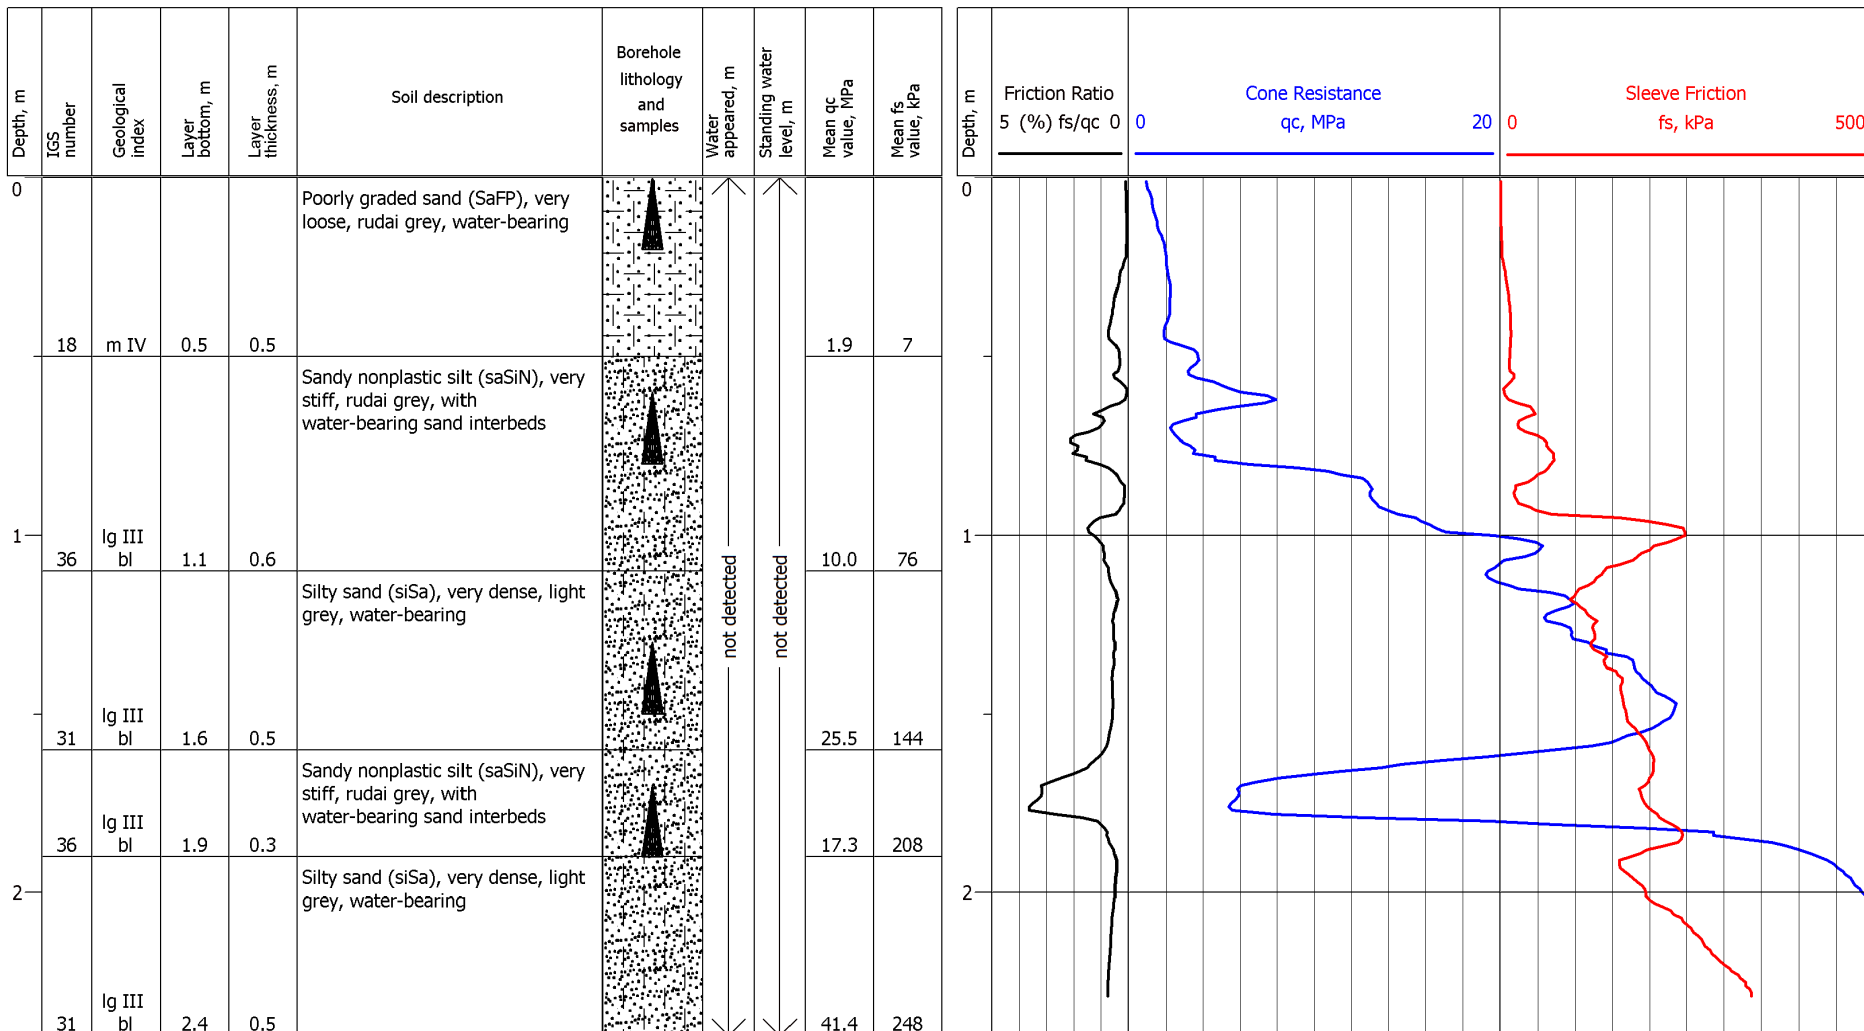 Depth, m
IGS
number
Geological
index
Layer
bottom, m
Layer
thickness, m
Soil description
Borehole
lithology
and
samples
Water
appeared, m
Standing water
level, m
Mean qc
value, MPa
Mean fs
value, kPa
Depth, m
Friction Ratio
5 (%) fs/qc 0
Cone Resistance
0 qc, MPa 20
Sleeve Friction
0 fs, kPa 500
0
Poorly graded sand (SaFP), very
loose, rudai grey, water-bearing
18 m IV 0.5 0.5 1.9 7
Sandy nonplastic silt (saSiN), very
stiff, rudai grey, with
water-bearing sand interbeds
1
lg III
36 bl 1.1 0.6 10.0 76
not detected
not detected
Silty sand (siSa), very dense, light
grey, water-bearing
lg III
31 bl 1.6 0.5 25.5 144
Sandy nonplastic silt (saSiN), very
stiff, rudai grey, with
water-bearing sand interbeds
lg III
36 bl 1.9 0.3 17.3 208
Silty sand (siSa), very dense, light
grey, water-bearing
2
lg III
31 bl 2.4 0.5 41.4 248
0
1
2